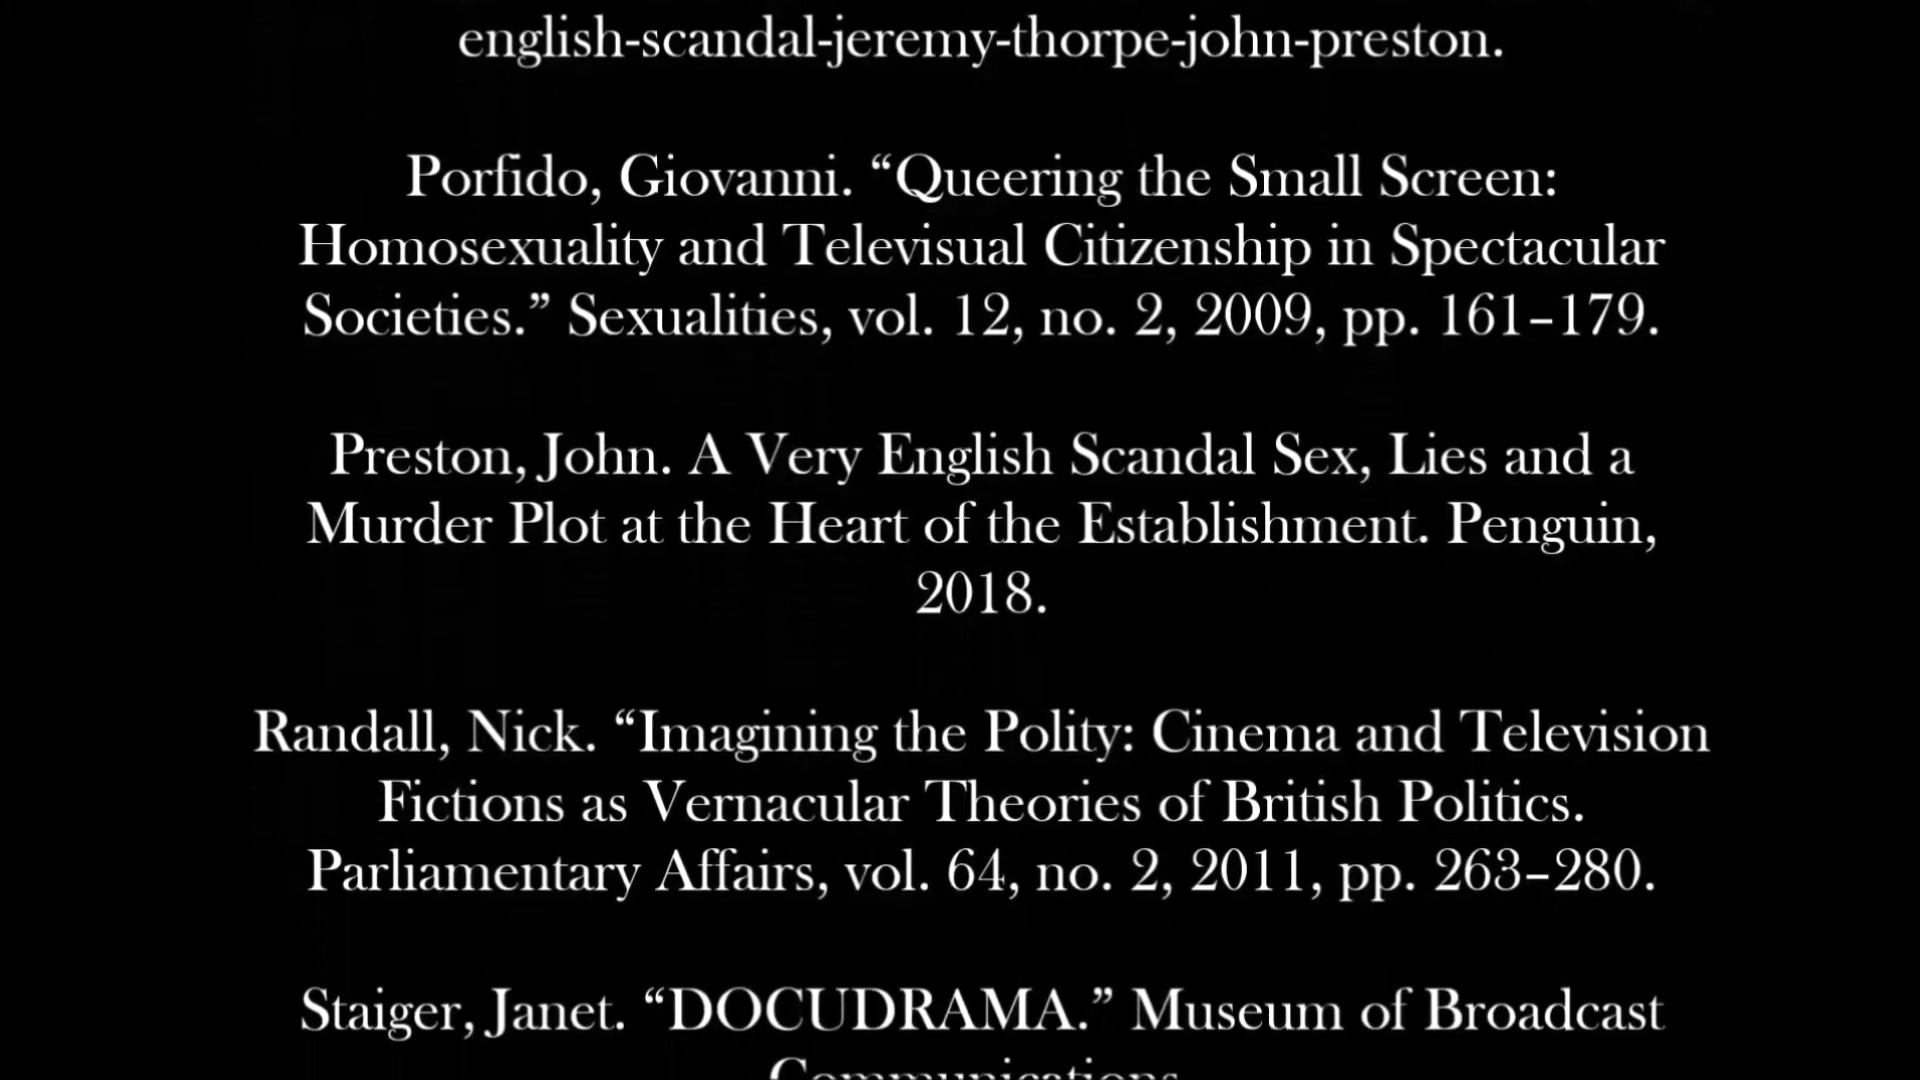 english-scandal-jeremy-thorpe-john-preston.
Porfido, Giovanni. “Queering the Small Screen:
Homosexuality and Televisual Citizenship in Spectacular
Societies.” Sexualities, vol. 12, no. 2, 2009, pp. 161–179.
Preston, John. A Very English Scandal Sex, Lies and a
Murder Plot at the Heart of the Establishment. Penguin,
2018.
Randall, Nick. “Imagining the Polity: Cinema and Television
Fictions as Vernacular Theories of British Politics.
Parliamentary Affairs, vol. 64, no. 2, 2011, pp. 263–280.
Staiger, Janet. “DOCUDRAMA.” Museum of Broadcast
Communications